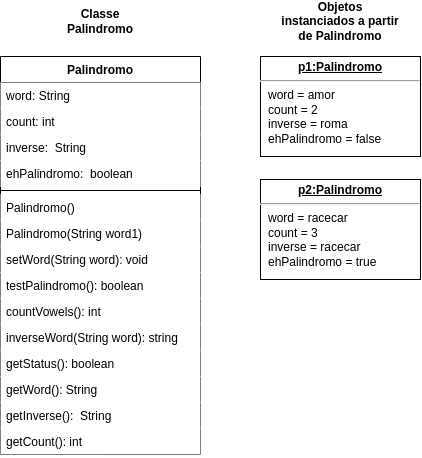 Classe
Palindromo
Palindromo
word: String
count: int
inverse:  String
ehPalindromo:  boolean
Palindromo()
Palindromo(String word1)
setWord(String word): void
testPalindromo(): boolean
countVowels(): int
inverseWord(String word): string
getStatus(): boolean
getWord(): String
getInverse():  String
getCount(): int
Objetos
instanciados a partir
de Palindromo
p1:Palindromo
word = amor
count = 2
inverse = roma
ehPalindromo = false
p2:Palindromo
word = racecar
count = 3
inverse = racecar
ehPalindromo = true